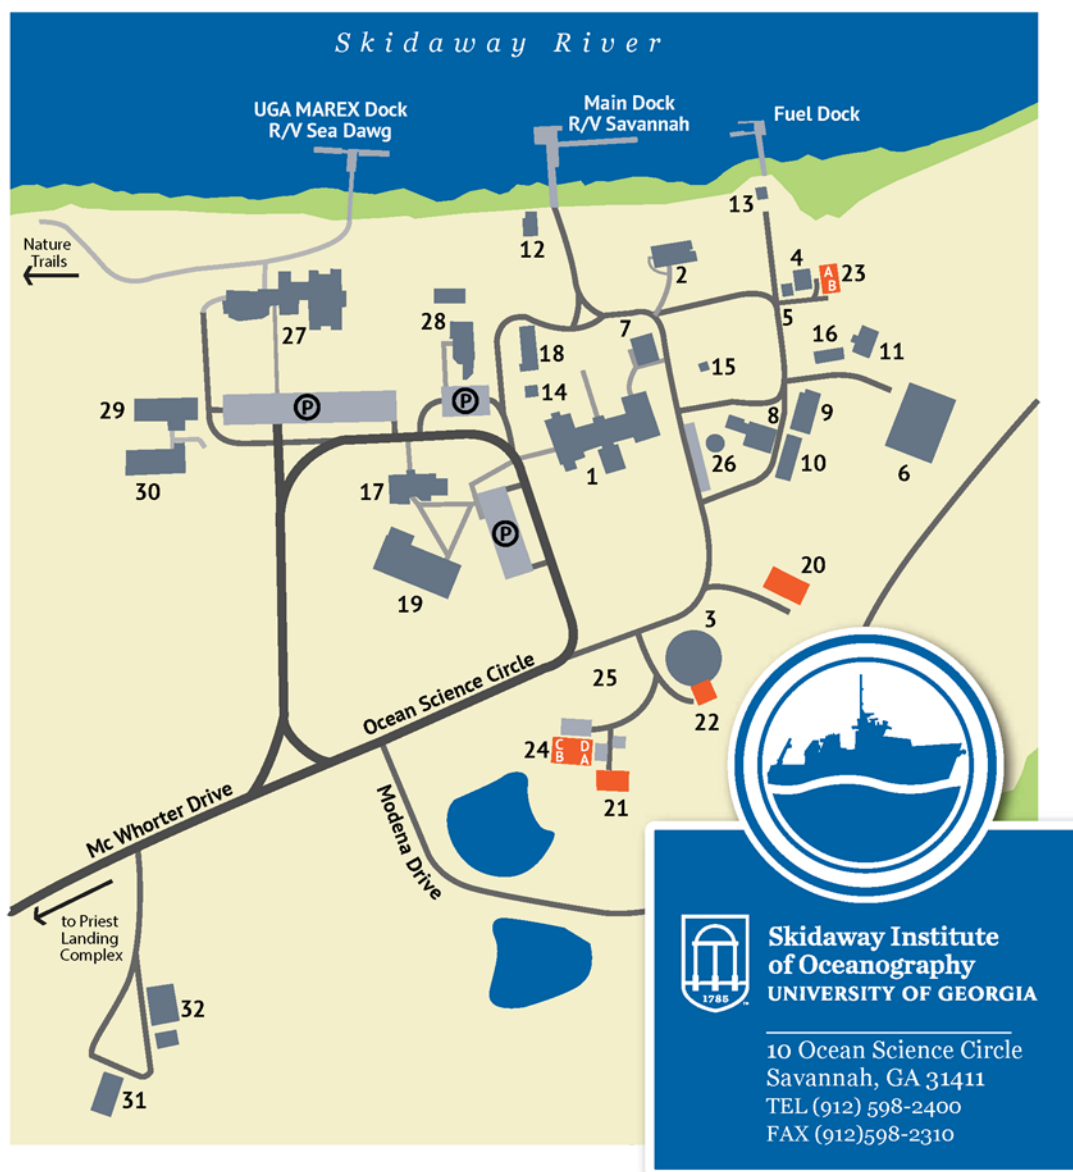 Skidaway River
UGA MAREX Dock
R/V Sea Dawg
Main Dock
R/V Savannah
Fuel Dock
Nature
Trails
13
12
2
4
A
B
23
5
27
28
7
18
16
11
15
14
29
P
P
8
9
26
10
6
1
30
17
P
19
20
3
25
22
Ocean Science Circle
24
C
D
B
A
21
Mc Whorter Drive
Modena Drive
to Priest
Landing
Complex
32
31
1785
™
Skidaway Institute
of Oceanography
UNIVERSITY OF GEORGIA
10 Ocean Science Circle
Savannah, GA 31411
TEL (912) 598-2400
FAX (912)598-2310